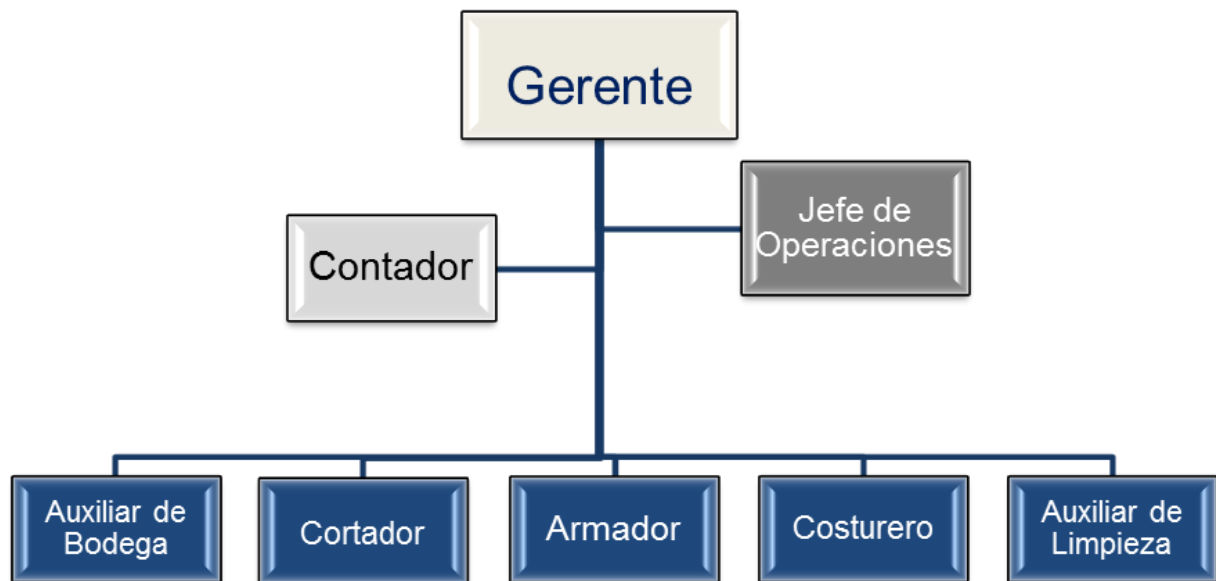 Gerente
Jefe de
Operaciones
Contador
Auxiliar de
Bodega
Cortador
Armador
Costurero
Auxiliar de
Limpieza